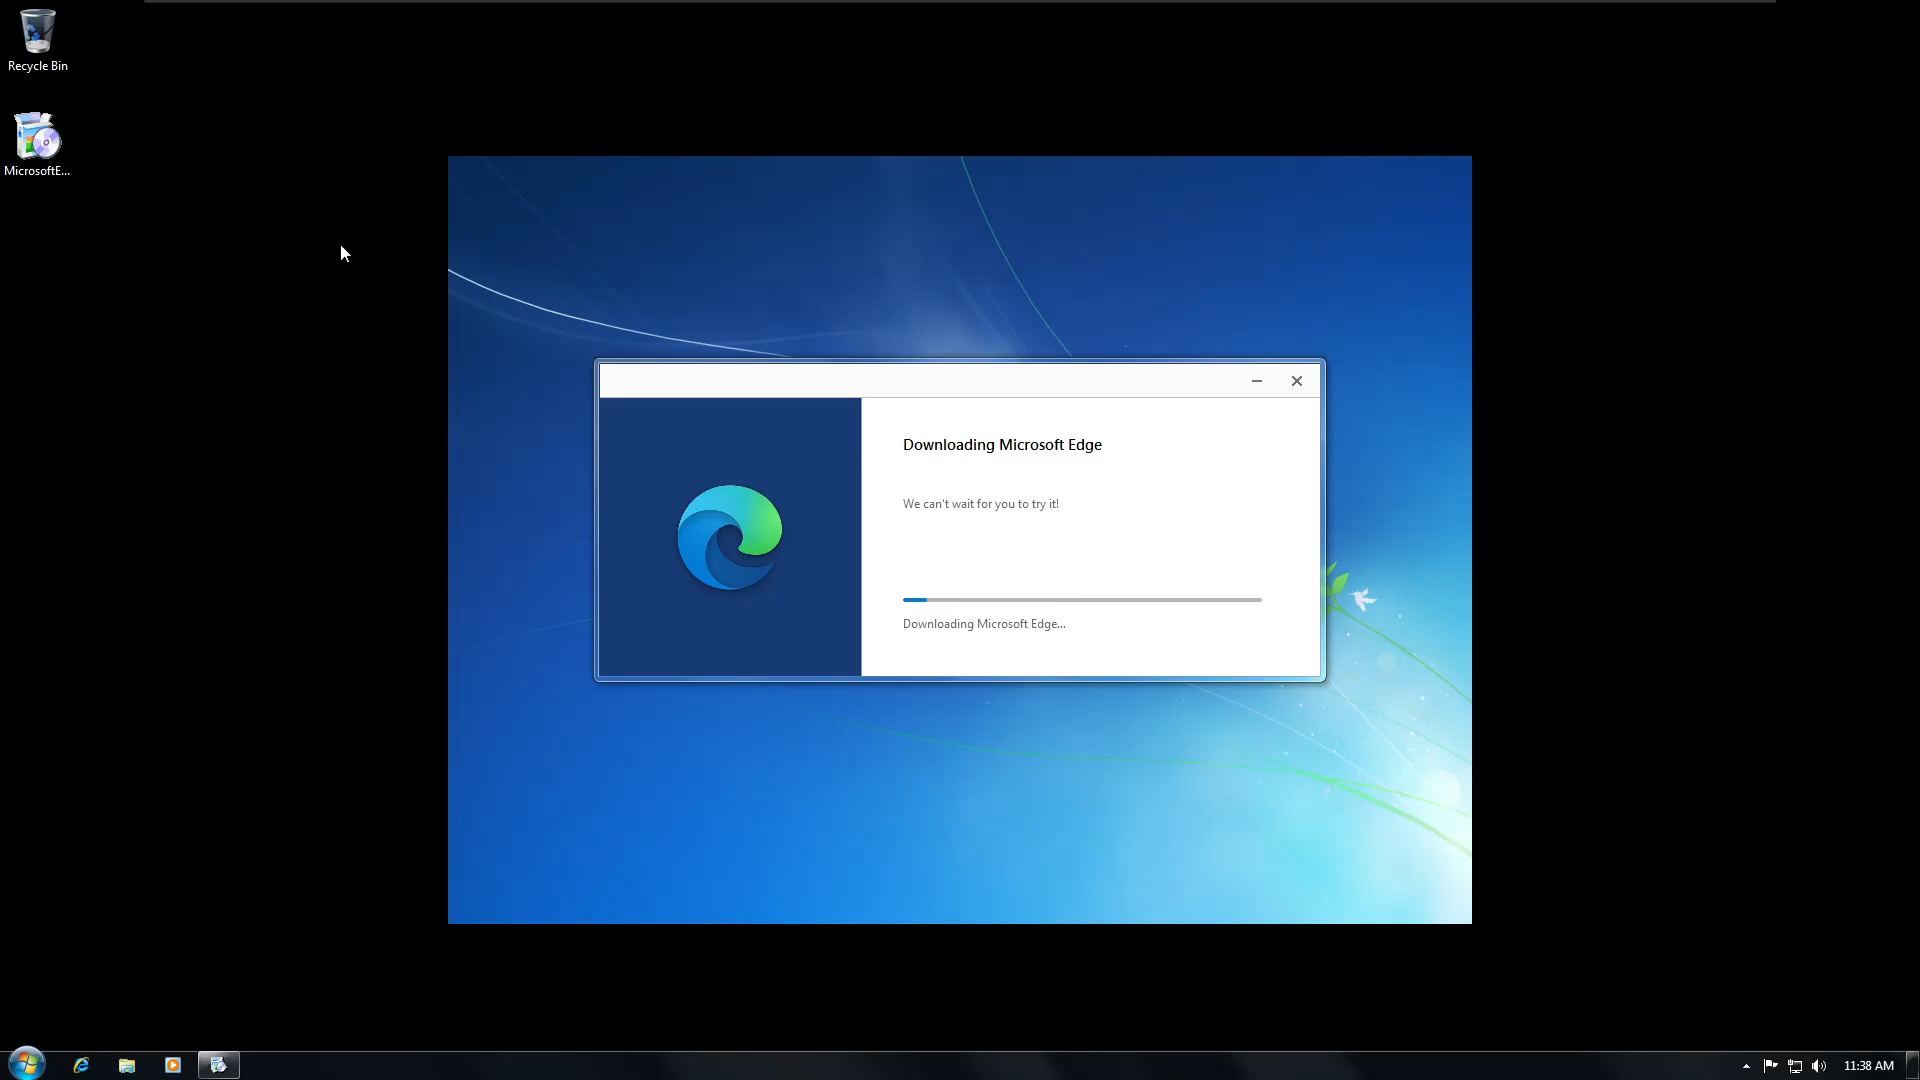 Recycle Bin
MicrosoftE...
Downloading Microsoft Edge
We can't wait for you to try it!
Downloading Microsoft Edge...
11:38 AM